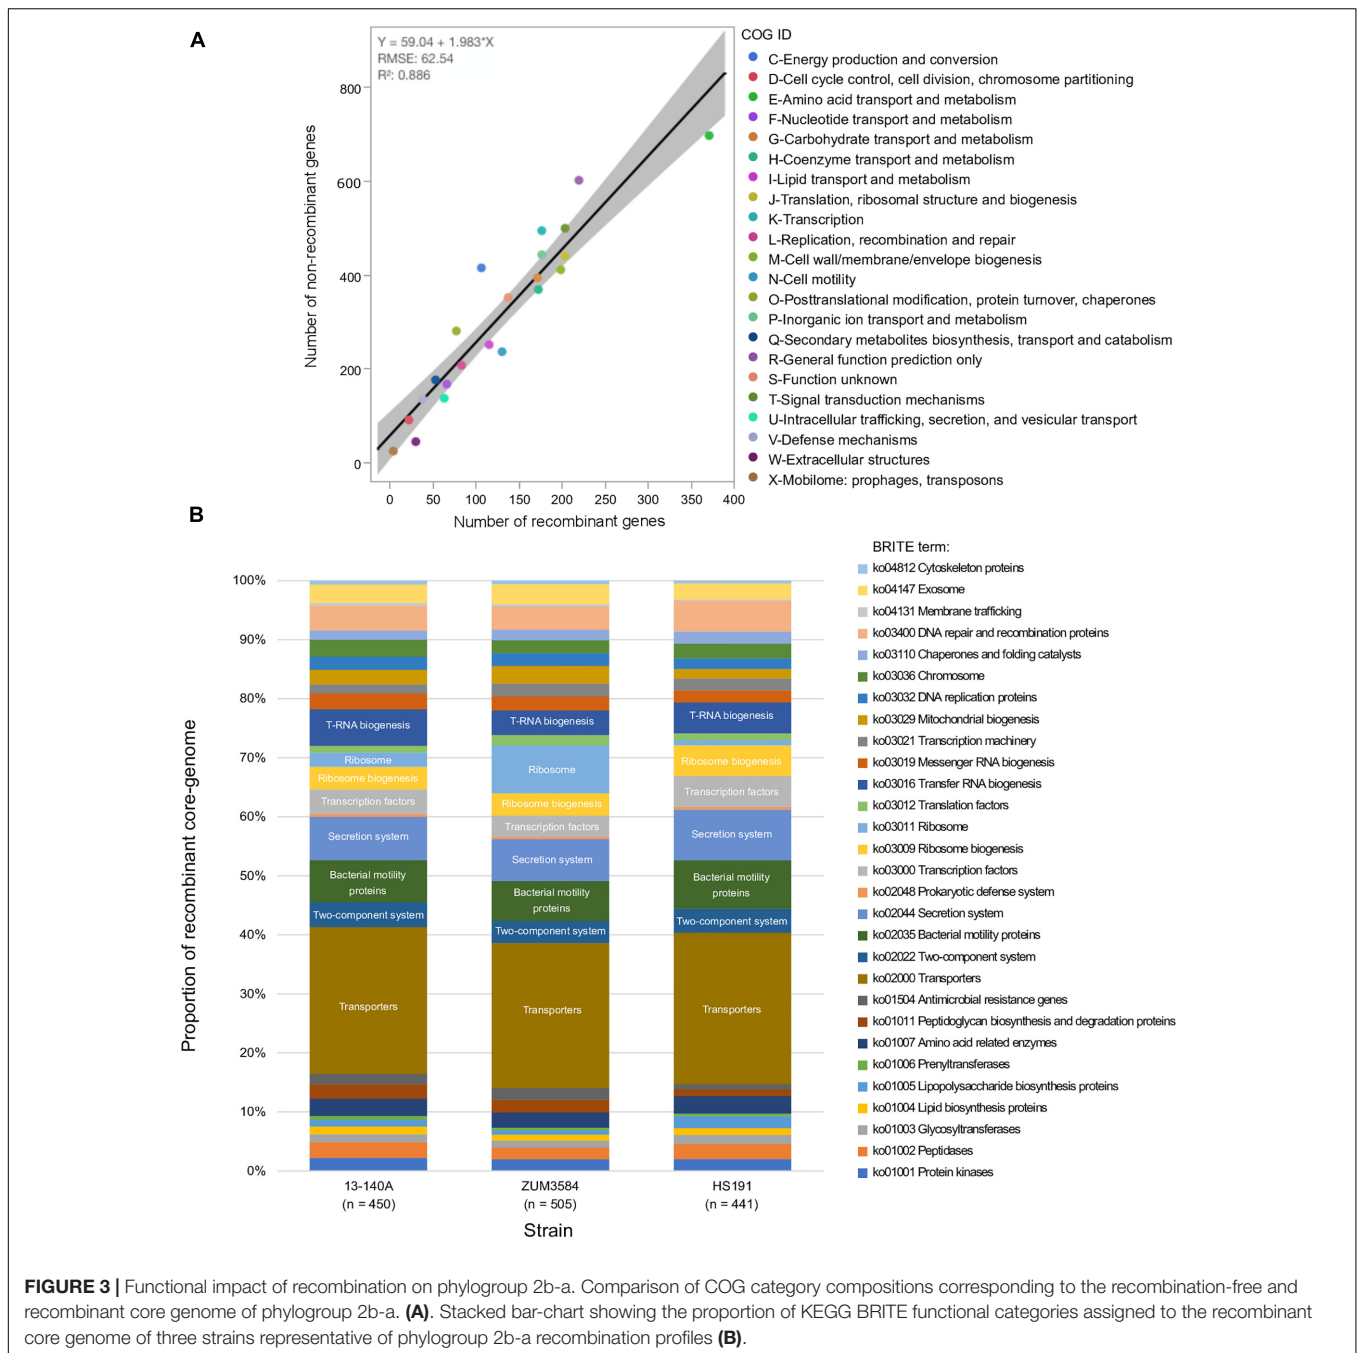 A
Y = 59.04 + 1.983*X
RMSE: 62.54
R²: 0.886
Number of non-recombinant genes
800
600
400
200
0
0 50 100 150 200 250 300 350 400
Number of recombinant genes
COG ID
C-Energy production and conversion
D-Cell cycle control, cell division, chromosome partitioning
E-Amino acid transport and metabolism
F-Nucleotide transport and metabolism
G-Carbohydrate transport and metabolism
H-Coenzyme transport and metabolism
I-Lipid transport and metabolism
J-Translation, ribosomal structure and biogenesis
K-Transcription
L-Replication, recombination and repair
M-Cell wall/membrane/envelope biogenesis
N-Cell motility
O-Posttranslational modification, protein turnover, chaperones
P-Inorganic ion transport and metabolism
Q-Secondary metabolites biosynthesis, transport and catabolism
R-General function prediction only
S-Function unknown
T-Signal transduction mechanisms
U-Intracellular trafficking, secretion, and vesicular transport
V-Defense mechanisms
W-Extracellular structures
X-Mobilome: prophages, transposons
B
Proportion of recombinant core-genome
100%
90%
80%
70%
60%
50%
40%
30%
20%
10%
0%
T-RNA biogenesis
Ribosome
Ribosome biogenesis
Transcription factors
Secretion system
Bacterial motility
proteins
Two-component system
Transporters
T-RNA biogenesis
Ribosome
Ribosome biogenesis
Transcription factors
Secretion system
Bacterial motility
proteins
Two-component system
Transporters
T-RNA biogenesis
Ribosome biogenesis
Transcription factors
Secretion system
Bacterial motility
proteins
Two-component system
Transporters
13-140A ZUM3584 HS191
(n = 450) (n = 505) (n = 441)
Strain
BRITE term:
ko04812 Cytoskeleton proteins
ko04147 Exosome
ko04131 Membrane trafficking
ko03400 DNA repair and recombination proteins
ko03110 Chaperones and folding catalysts
ko03036 Chromosome
ko03032 DNA replication proteins
ko03029 Mitochondrial biogenesis
ko03021 Transcription machinery
ko03019 Messenger RNA biogenesis
ko03016 Transfer RNA biogenesis
ko03012 Translation factors
ko03011 Ribosome
ko03009 Ribosome biogenesis
ko03000 Transcription factors
ko02048 Prokaryotic defense system
ko02044 Secretion system
ko02035 Bacterial motility proteins
ko02022 Two-component system
ko02000 Transporters
ko01504 Antimicrobial resistance genes
ko01011 Peptidoglycan biosynthesis and degradation proteins
ko01007 Amino acid related enzymes
ko01006 Prenyltransferases
ko01005 Lipopolysaccharide biosynthesis proteins
ko01004 Lipid biosynthesis proteins
ko01003 Glycosyltransferases
ko01002 Peptidases
ko01001 Protein kinases
FIGURE 3 | Functional impact of recombination on phylogroup 2b-a. Comparison of COG category compositions corresponding to the recombination-free and
recombinant core genome of phylogroup 2b-a. (A). Stacked bar-chart showing the proportion of KEGG BRITE functional categories assigned to the recombinant
core genome of three strains representative of phylogroup 2b-a recombination profiles (B).